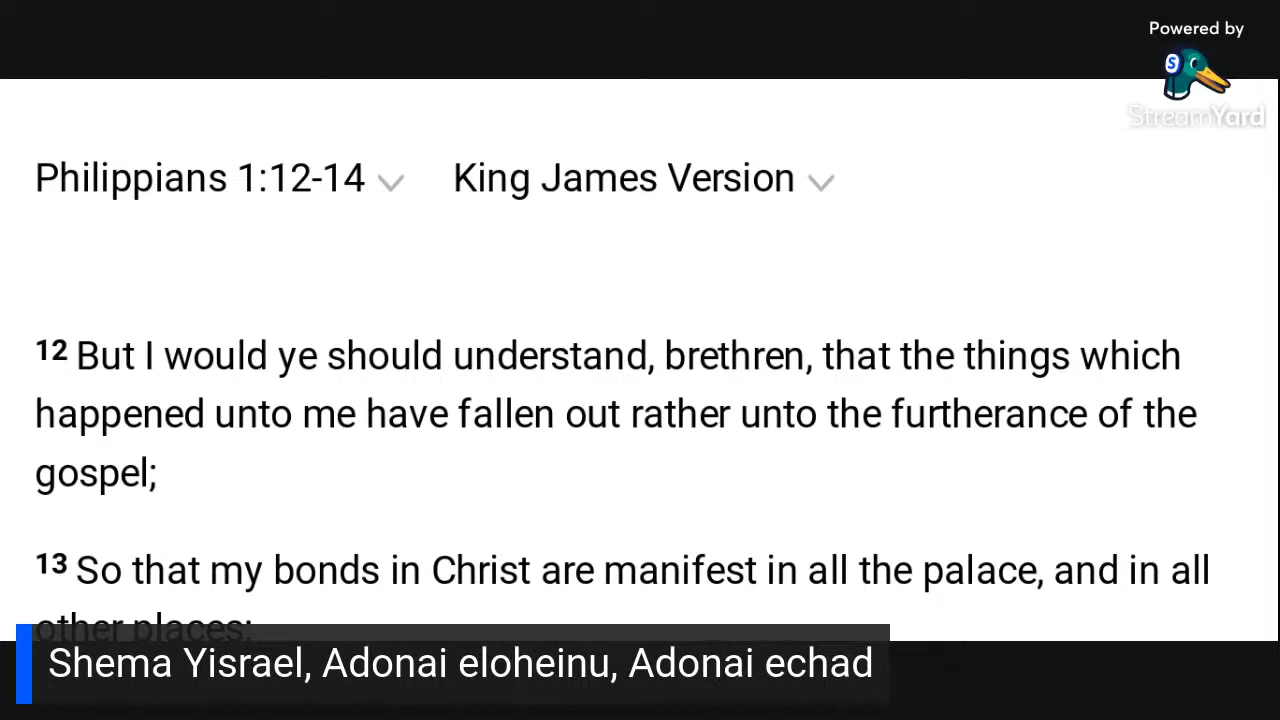 Powered by
StreamYard
Philippians 1:12-14 King James Version
12 But I would ye should understand, brethren, that the things which
happened unto me have fallen out rather unto the furtherance of the
gospel;
13 So that my bonds in Christ are manifest in all the palace, and in all
other places;
Shema Yisrael, Adonai eloheinu, Adonai echad